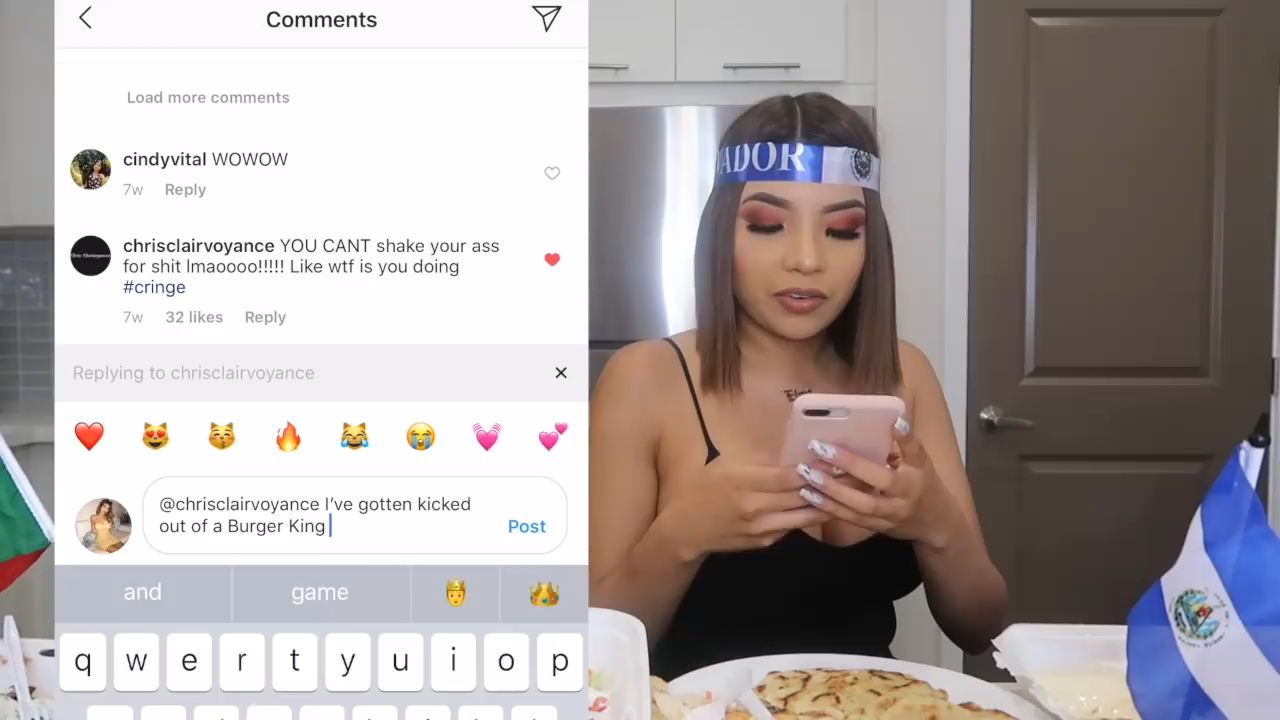 Comments
Load more comments
cindyvital WOWOW
7w Reply
chrisclairvoyance YOU CANT shake your ass
for shit lmaoooo!!!!! Like wtf is you doing
#cringe
7w 32 likes Reply
Replying to chrisclairvoyance
@chrisclairvoyance I've gotten kicked
out of a Burger King
Post
and game
q w e r t y u i o p
VADOR